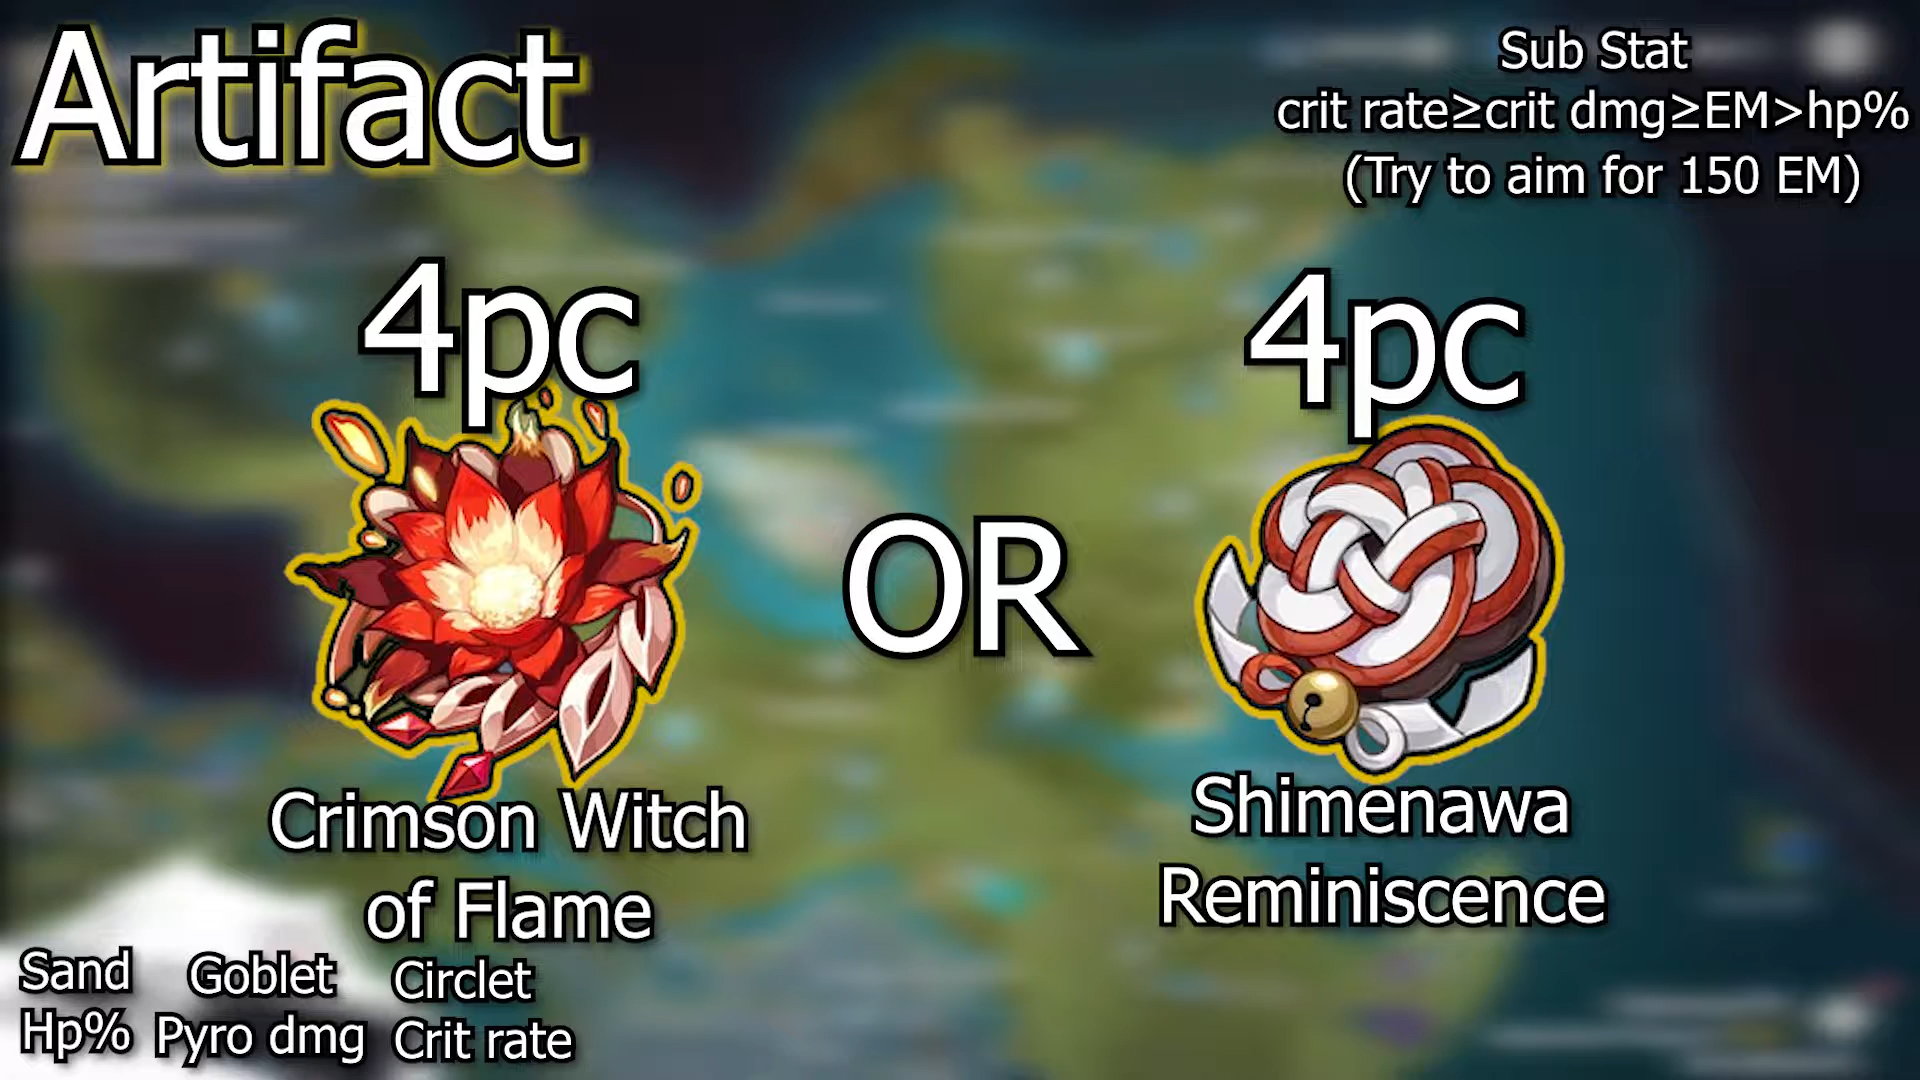 Artifact
Sub Stat
crit rate≥crit dmg≥EM>hp%
(Try to aim for 150 EM)
4pc
4pc
OR
Crimson Witch
of Flame
Shimenawa
Reminiscence
Sand Goblet Circlet
Hp% Pyro dmg Crit rate